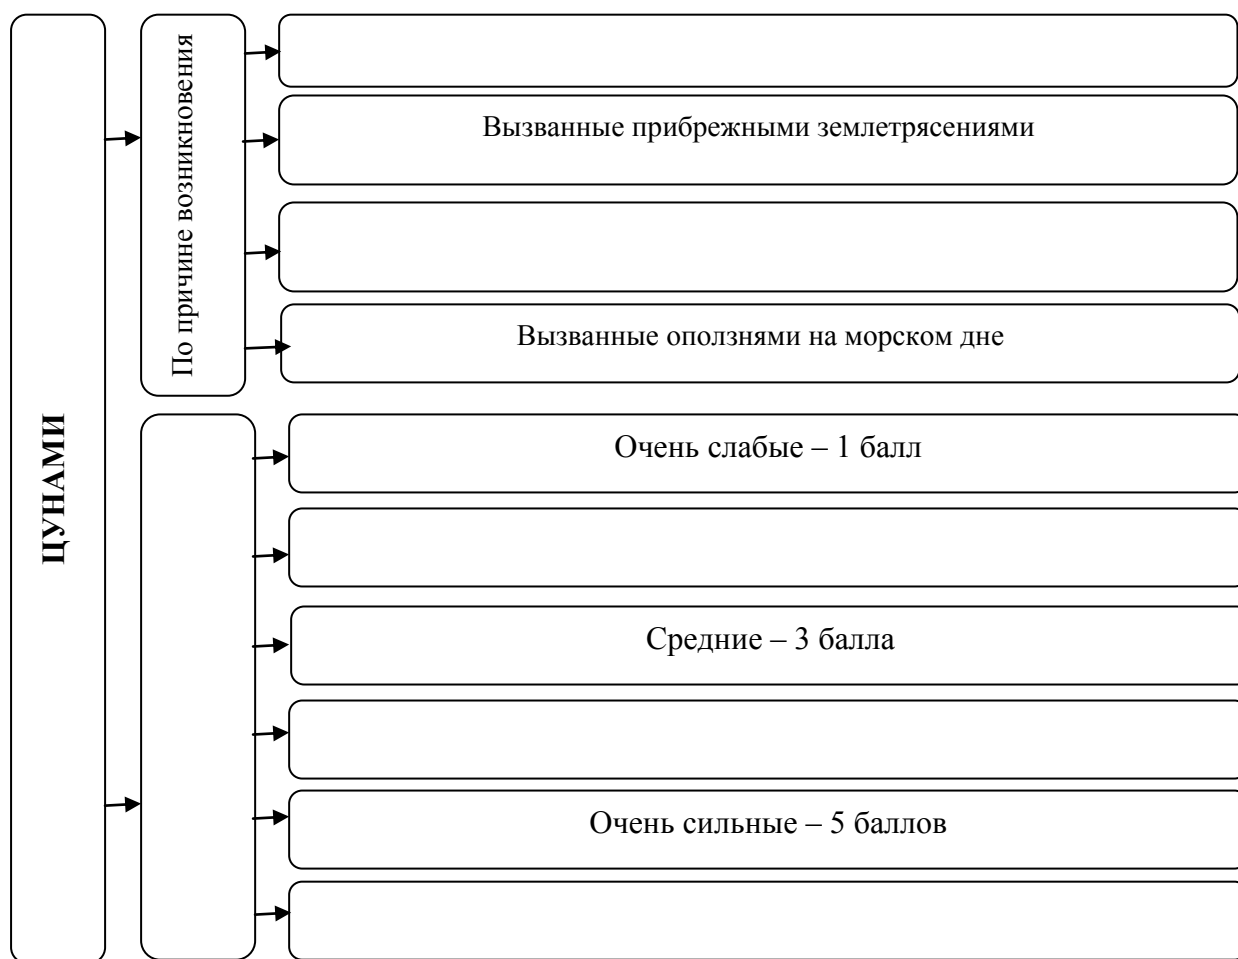 ЦУНАМИ
По причине возникновения
Вызванные прибрежными землетрясениями
Вызванные оползнями на морском дне
Очень слабые – 1 балл
Средние – 3 балла
Очень сильные – 5 баллов